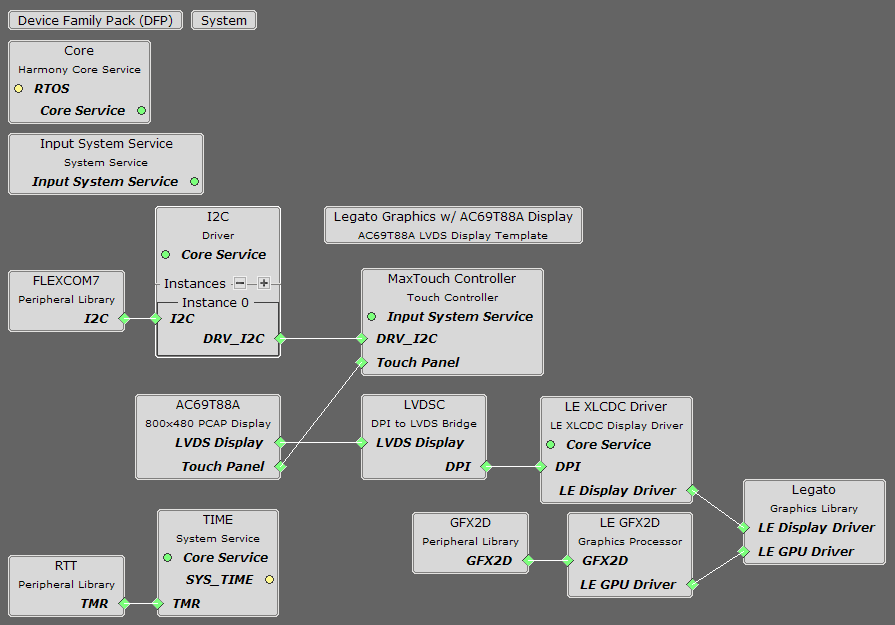 Device Family Pack (DFP)
System
Core
Harmony Core Service
RTOS
Core Service
Input System Service
System Service
Input System Service
I2C
Driver
Core Service
Instances
Instance 0
I2C
DRV_I2C
Legato Graphics w/ AC69T88A Display
AC69T88A LVDS Display Template
FLEXCOM7
Peripheral Library
I2C
MaxTouch Controller
Touch Controller
Input System Service
DRV_I2C
Touch Panel
AC69T88A
800x480 PCAP Display
LVDS Display
Touch Panel
LVDSC
DPI to LVDS Bridge
LVDS Display
DPI
LE XLCDC Driver
LE XLCDC Display Driver
Core Service
DPI
LE Display Driver
Legato
Graphics Library
LE Display Driver
LE GPU Driver
GFX2D
Peripheral Library
GFX2D
LE GFX2D
Graphics Processor
GFX2D
LE GPU Driver
TIME
System Service
Core Service
SYS_TIME
TMR
RTT
Peripheral Library
TMR